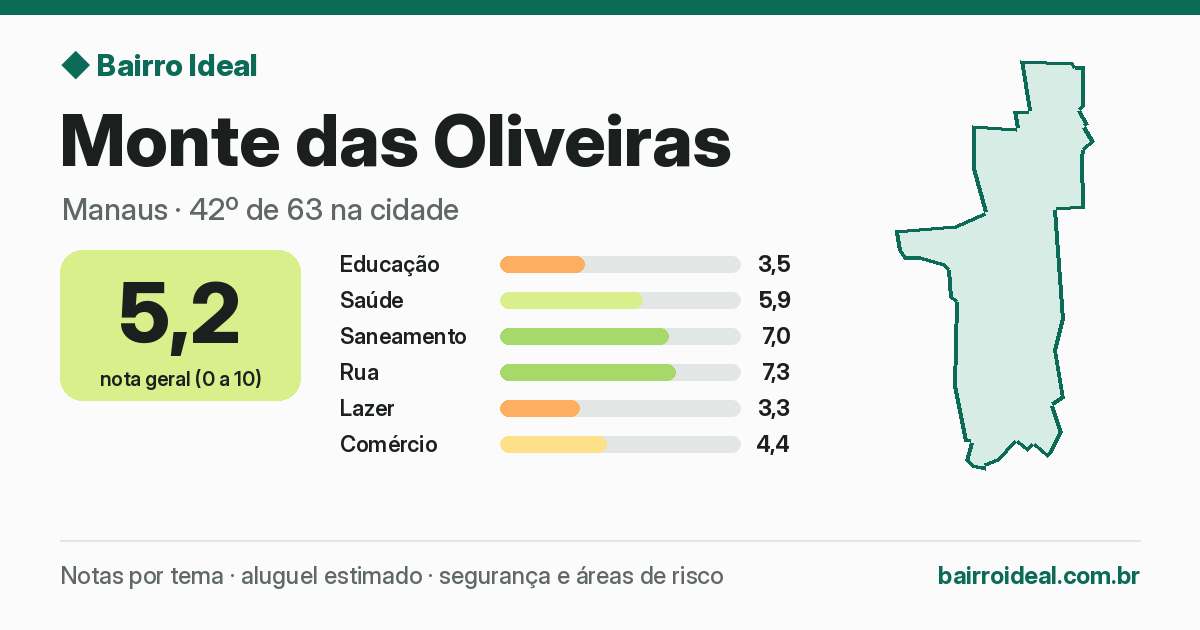 Bairro Ideal
Monte das Oliveiras
Manaus · 42º de 63 na cidade
5,2
nota geral (0 a 10)
Educação 3,5
Saúde 5,9
Saneamento 7,0
Rua 7,3
Lazer 3,3
Comércio 4,4
Notas por tema · aluguel estimado · segurança e áreas de risco
bairroideal.com.br